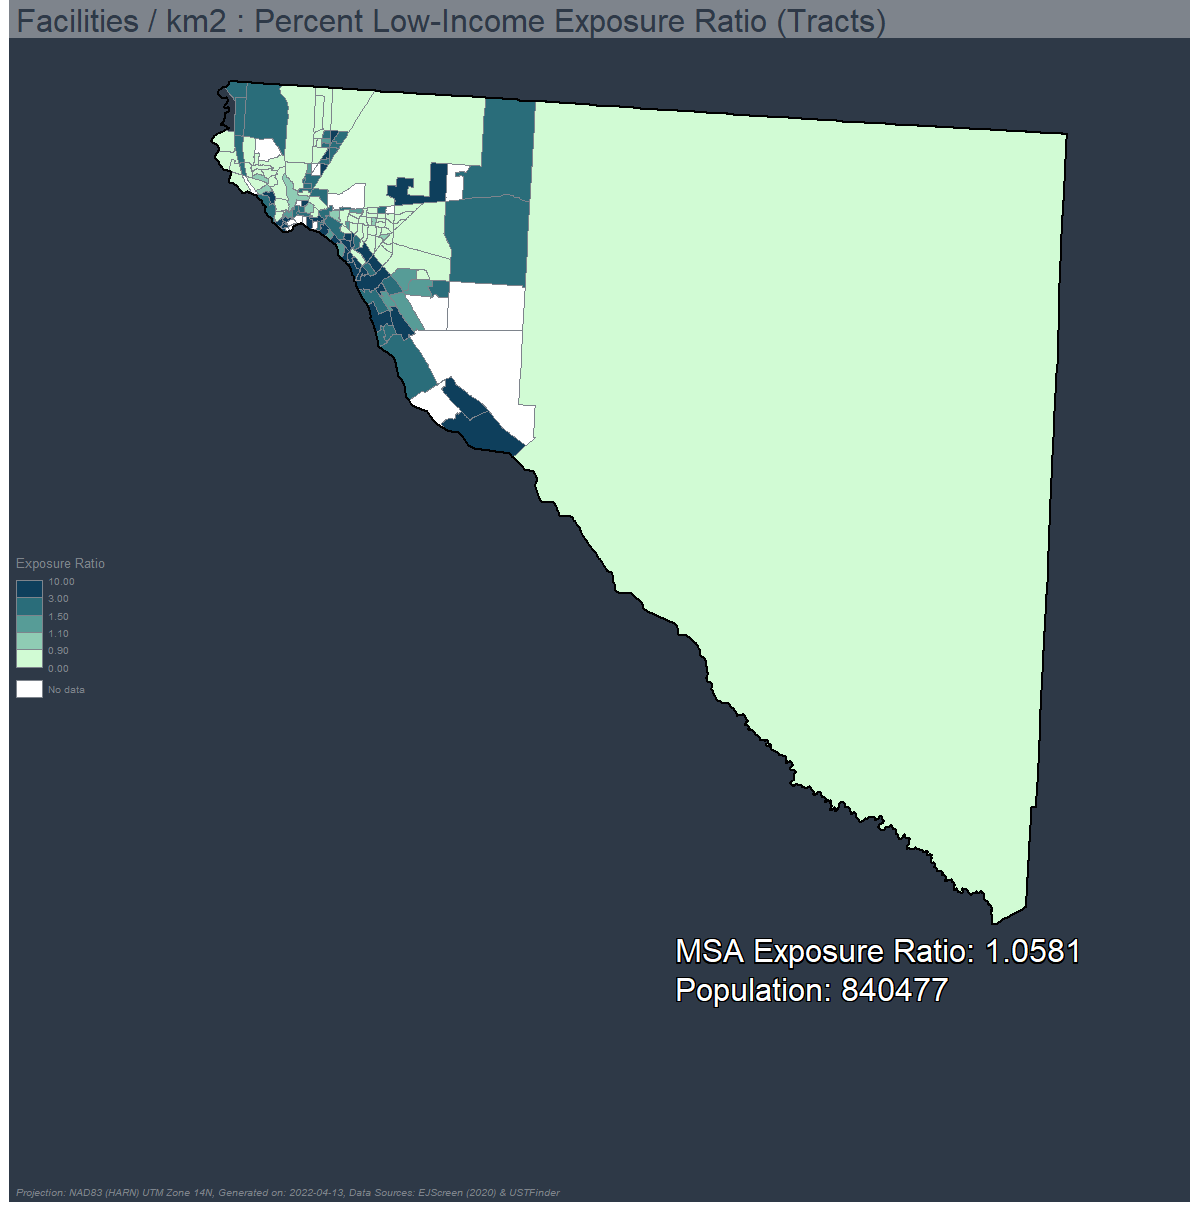 Facilities / km2 : Percent Low-Income Exposure Ratio (Tracts)
Exposure Ratio
10.00
3.00
1.50
1.10
0.90
0.00
No data
MSA Exposure Ratio: 1.0581
Population: 840477
Projection: NAD83 (HARN) UTM Zone 14N, Generated on: 2022-04-13, Data Sources: EJScreen (2020) & USTFinder